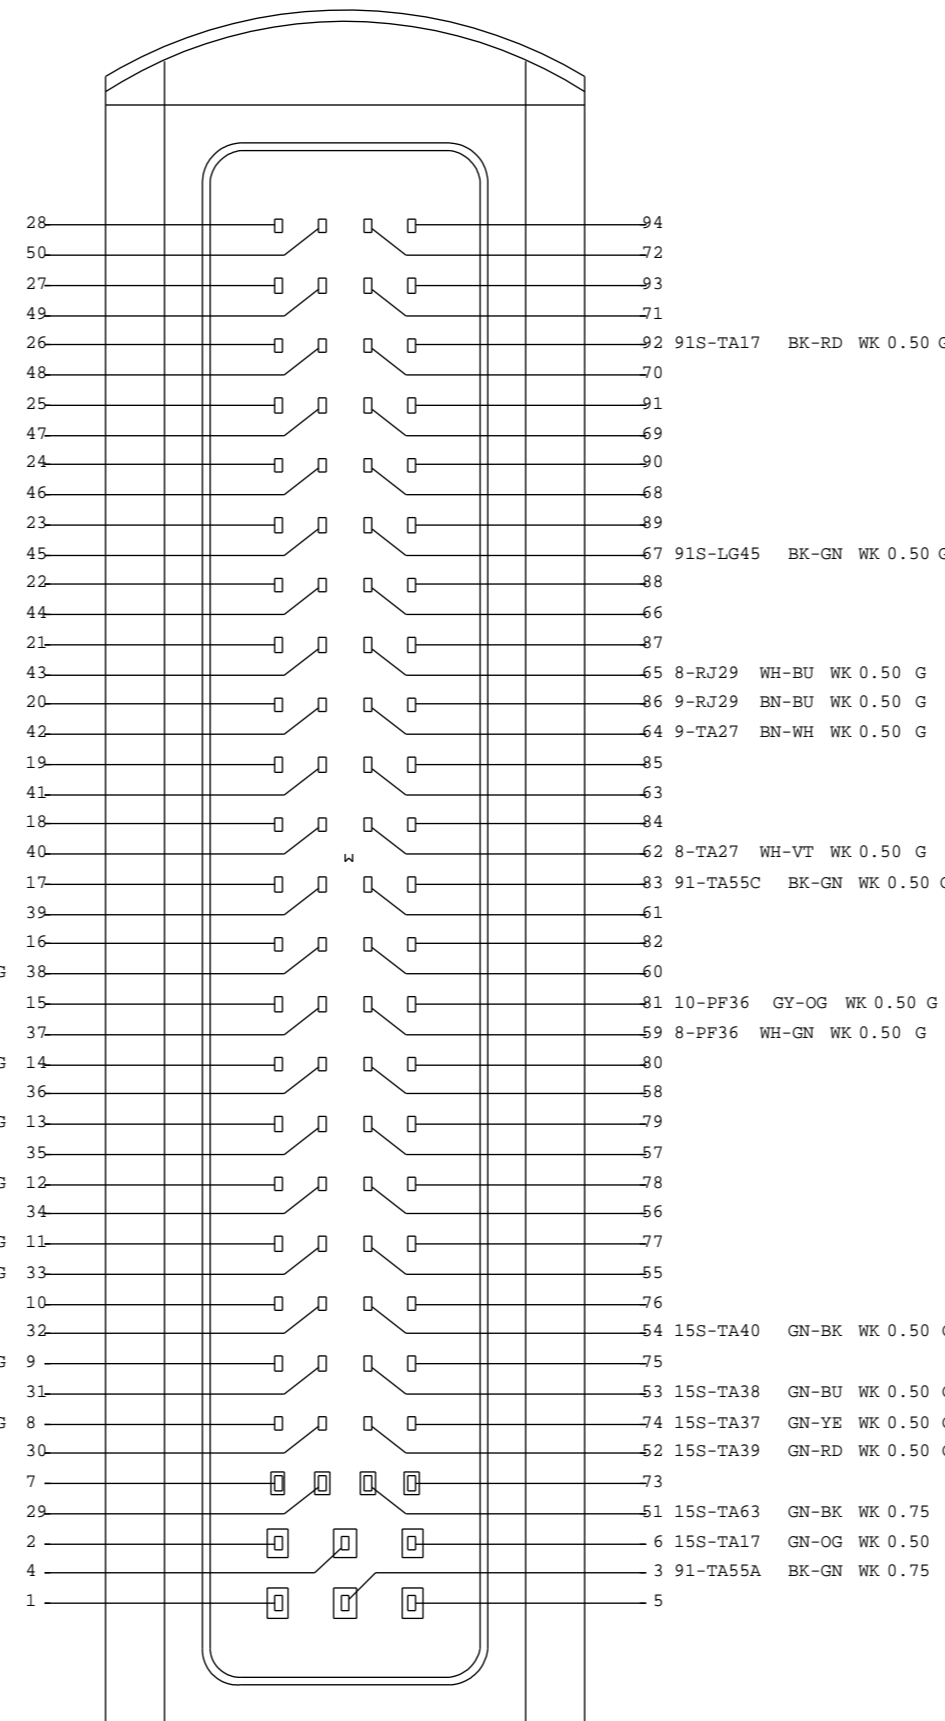 28 94
50 72
27 93
49 71
26 92 91S-TA17 BK-RD WK 0.50 G
48 70
25 91
47 69
24 90
46 68
23 89
45 67 91S-LG45 BK-GN WK 0.50 G
22 88
44 66
21 87
43 65 8-RJ29 WH-BU WK 0.50 G
20 86 9-RJ29 BN-BU WK 0.50 G
42 64 9-TA27 BN-WH WK 0.50 G
19 85
41 63
18 84
40 62 8-TA27 WH-VT WK 0.50 G
W
17 83 91-TA55C BK-GN WK 0.50 G
39 61
16 82
G 38 60
15 81 10-PF36 GY-OG WK 0.50 G
37 59 8-PF36 WH-GN WK 0.50 G
G 14 80
36 58
G 13 79
35 57
G 12 78
34 56
G 11 77
G 33 55
10 76
32 54 15S-TA40 GN-BK WK 0.50 G
G 9 75
31 53 15S-TA38 GN-BU WK 0.50 G
G 8 74 15S-TA37 GN-YE WK 0.50 G
30 52 15S-TA39 GN-RD WK 0.50 G
7 73
29 51 15S-TA63 GN-BK WK 0.75
2 6 15S-TA17 GN-OG WK 0.50
4 3 91-TA55A BK-GN WK 0.75
1 5